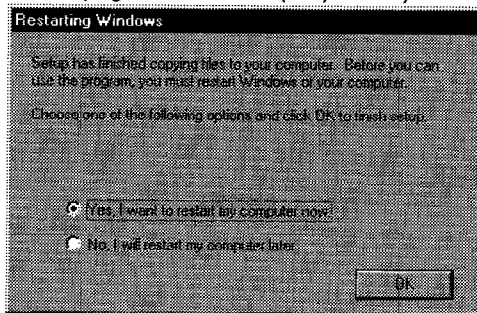 Restarting Windows
Setup has finished copying files to your computer. Before you can
use the program, you must restart Windows or your computer.
Choose one of the following options and click OK to finish setup.
Yes, I want to restart my computer now.
No, I will restart my computer later.
OK